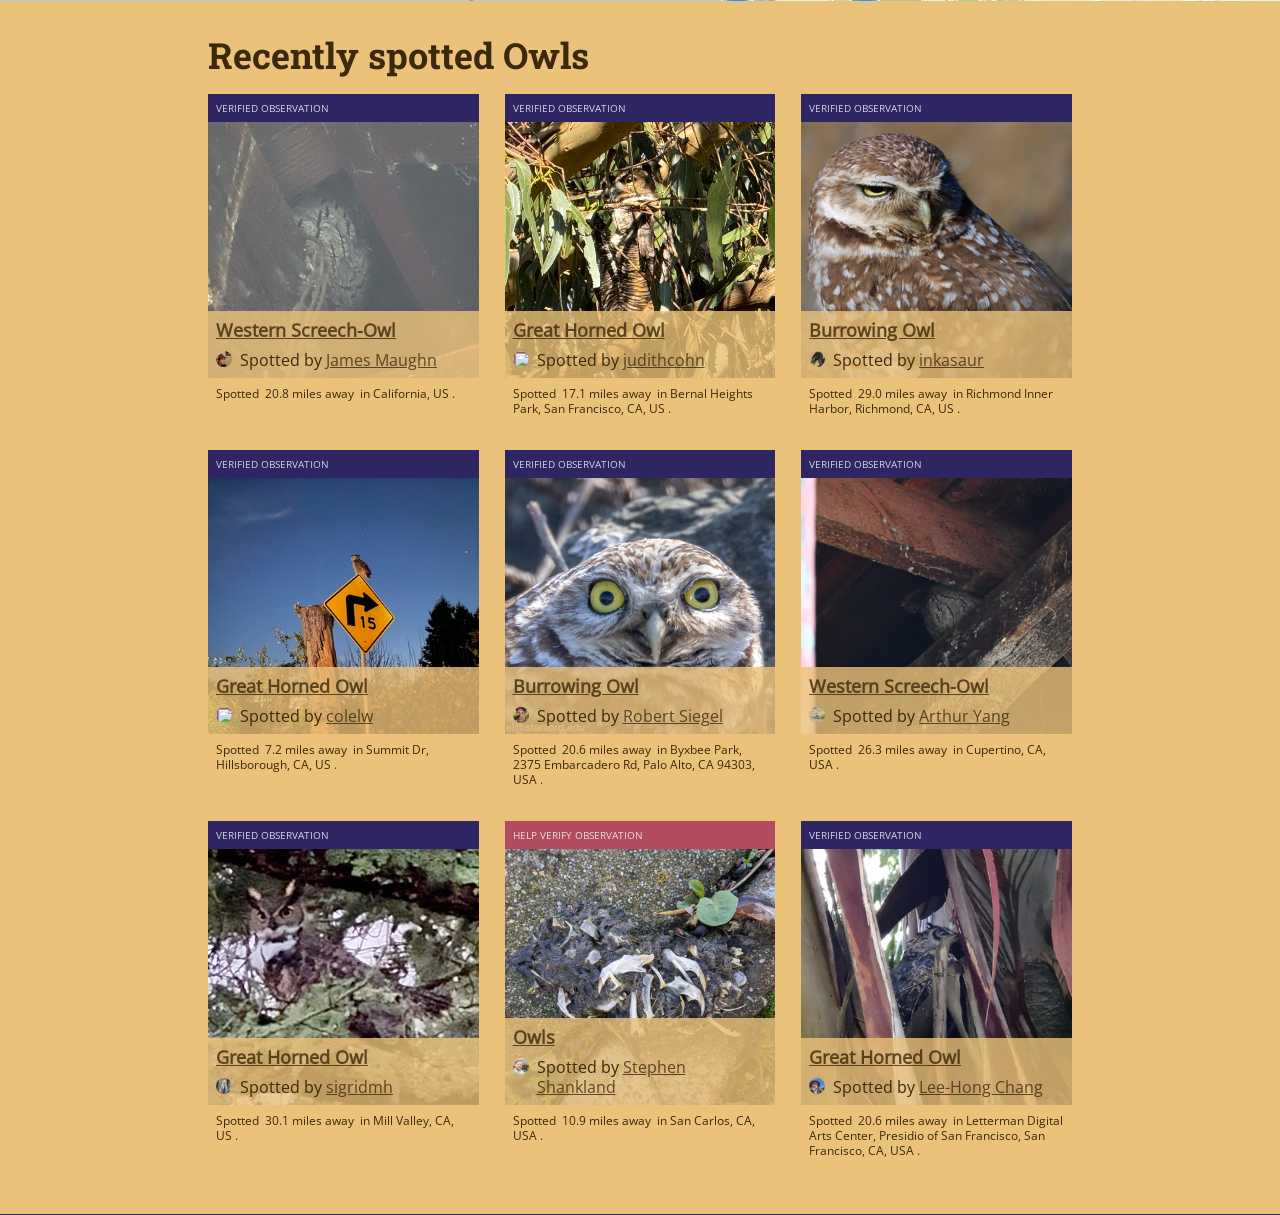 Recently spotted Owls
VERIFIED OBSERVATION
Western Screech-Owl
Spotted by James Maughn
Spotted 20.8 miles away in California, US .
VERIFIED OBSERVATION
Great Horned Owl
Spotted by judithcohn
Spotted 17.1 miles away in Bernal Heights
Park, San Francisco, CA, US .
VERIFIED OBSERVATION
Burrowing Owl
Spotted by inkasaur
Spotted 29.0 miles away in Richmond Inner
Harbor, Richmond, CA, US .
VERIFIED OBSERVATION
15
Great Horned Owl
Spotted by colelw
Spotted 7.2 miles away in Summit Dr,
Hillsborough, CA, US .
VERIFIED OBSERVATION
Burrowing Owl
Spotted by Robert Siegel
Spotted 20.6 miles away in Byxbee Park,
2375 Embarcadero Rd, Palo Alto, CA 94303,
USA .
VERIFIED OBSERVATION
Western Screech-Owl
Spotted by Arthur Yang
Spotted 26.3 miles away in Cupertino, CA,
USA .
VERIFIED OBSERVATION
Great Horned Owl
Spotted by sigridmh
Spotted 30.1 miles away in Mill Valley, CA,
US .
HELP VERIFY OBSERVATION
Owls
Spotted by Stephen
Shankland
Spotted 10.9 miles away in San Carlos, CA,
USA .
VERIFIED OBSERVATION
Great Horned Owl
Spotted by Lee-Hong Chang
Spotted 20.6 miles away in Letterman Digital
Arts Center, Presidio of San Francisco, San
Francisco, CA, USA .